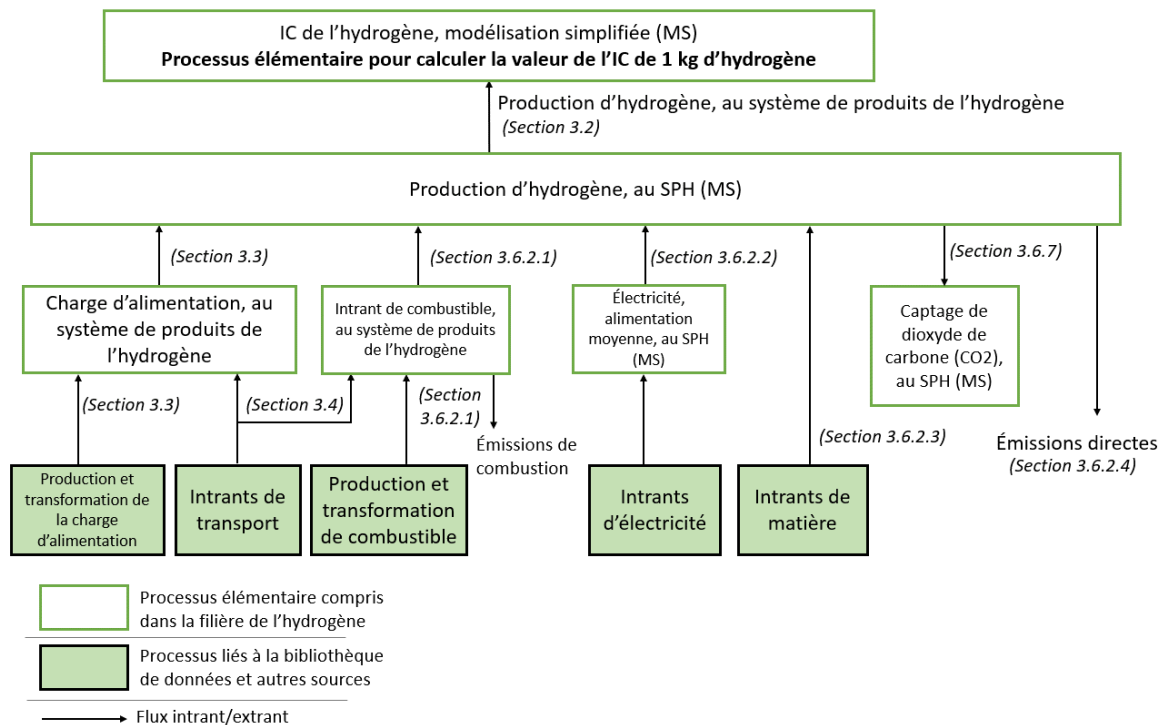 IC de l’hydrogène, modélisation simplifiée (MS)
Processus élémentaire pour calculer la valeur de l’IC de 1 kg d’hydrogène
Production d’hydrogène, au système de produits de l’hydrogène
(Section 3.2)
Production d’hydrogène, au SPH (MS)
(Section 3.3)
(Section 3.6.2.1)
(Section 3.6.2.2)
(Section 3.6.7)
Charge d’alimentation, au
système de produits de
l’hydrogène
Intrant de combustible,
au système de produits
de l’hydrogène
Électricité,
alimentation
moyenne, au SPH
(MS)
Captage de
dioxyde de
carbone (CO2),
au SPH (MS)
(Section 3.3)
(Section 3.4)
(Section
3.6.2.1)
Émissions de
combustion
(Section 3.6.2.3)
Émissions directes
(Section 3.6.2.4)
Production et
transformation de
la charge
d’alimentation
Intrants de
transport
Production et
transformation
de combustible
Intrants
d’électricité
Intrants de
matière
Processus élémentaire compris
dans la filière de l’hydrogène
Processus liés à la bibliothèque
de données et autres sources
Flux intrant/extrant